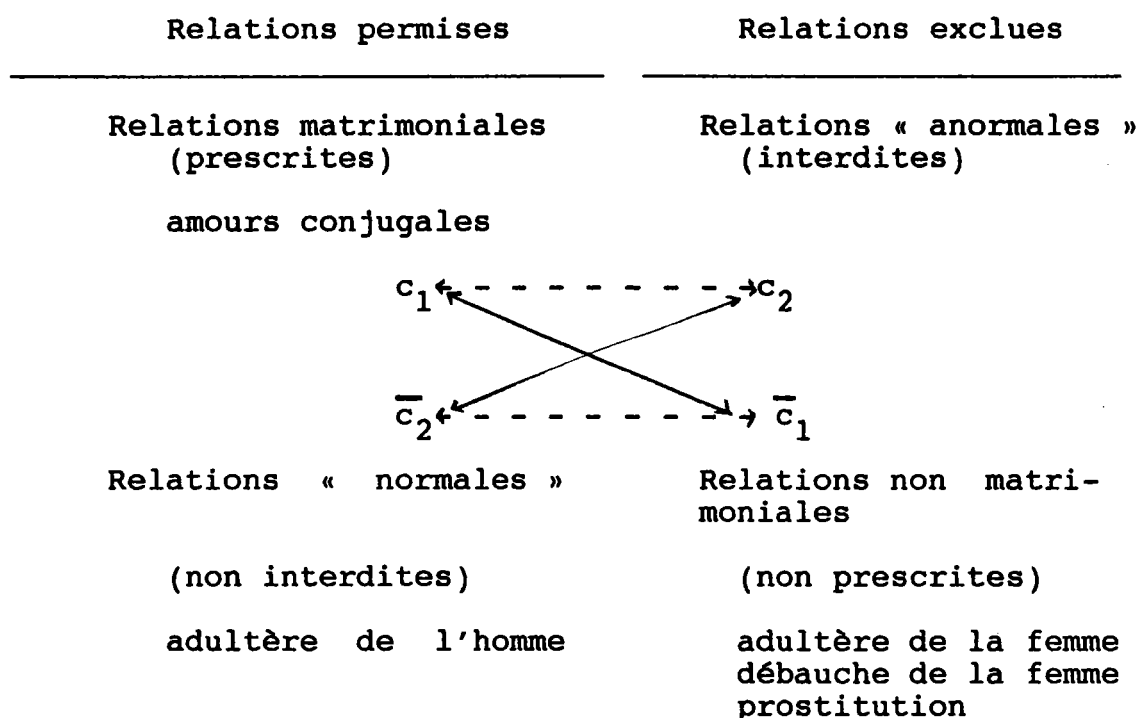 Relations permises Relations exclues
Relations matrimoniales Relations « anormales »
(prescrites) (interdites)
amours conjugales
c1 c2
c̅2 c̅1
Relations « normales » Relations non matri-
moniales
(non interdites) (non prescrites)
adultère de l'homme adultère de la femme
débauche de la femme
prostitution